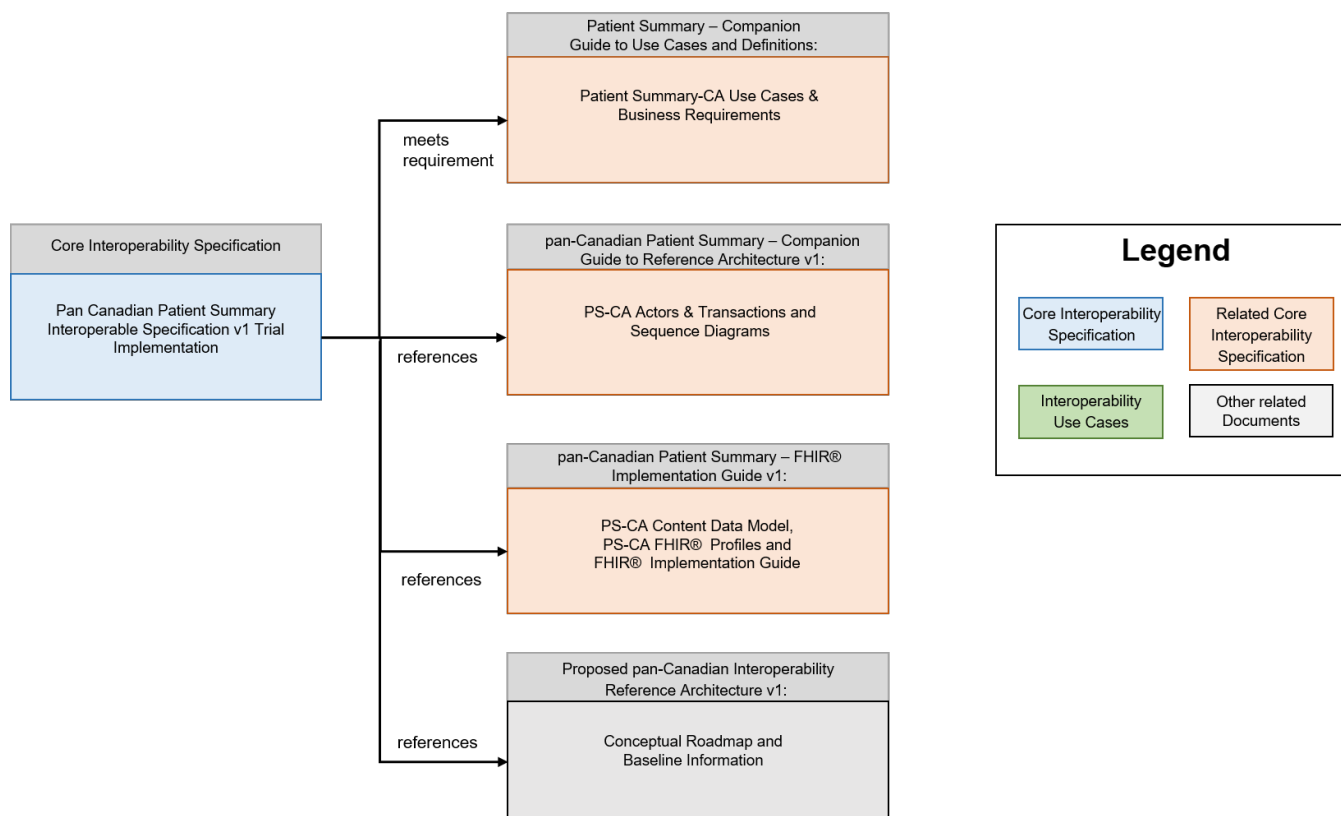 Patient Summary – Companion
Guide to Use Cases and Definitions:
Patient Summary-CA Use Cases &
Business Requirements
meets
requirement
Core Interoperability Specification
Pan Canadian Patient Summary
Interoperable Specification v1 Trial
Implementation
pan-Canadian Patient Summary – Companion
Guide to Reference Architecture v1:
PS-CA Actors & Transactions and
Sequence Diagrams
references
pan-Canadian Patient Summary – FHIR®
Implementation Guide v1:
PS-CA Content Data Model,
PS-CA FHIR® Profiles and
FHIR® Implementation Guide
references
Proposed pan-Canadian Interoperability
Reference Architecture v1:
Conceptual Roadmap and
Baseline Information
references
Legend
Core Interoperability
Specification
Related Core
Interoperability
Specification
Interoperability
Use Cases
Other related
Documents